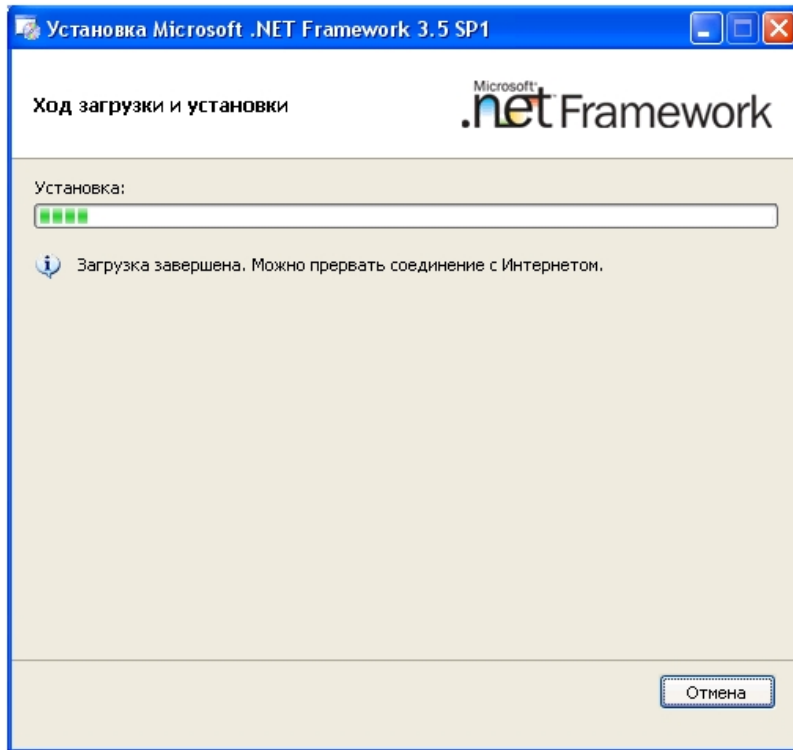 Установка Microsoft .NET Framework 3.5 SP1
Ход загрузки и установки
Microsoft
.net Framework
Установка:
Загрузка завершена. Можно прервать соединение с Интернетом.
Отмена